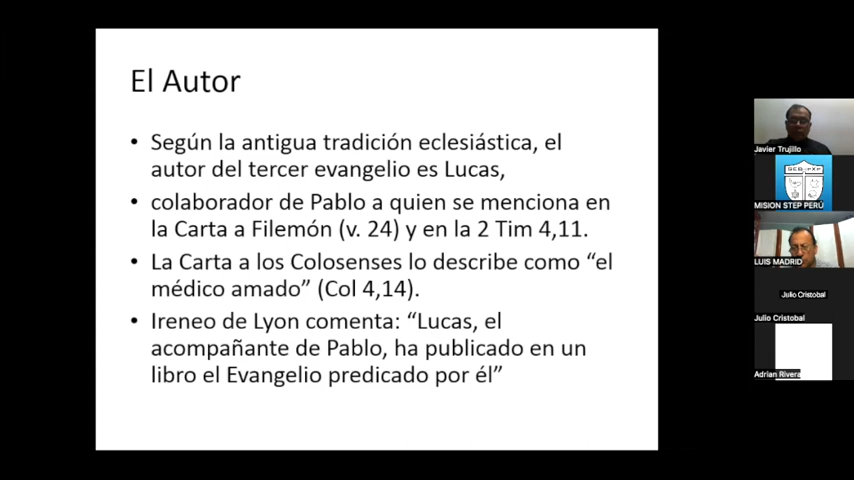 El Autor
• Según la antigua tradición eclesiástica, el
autor del tercer evangelio es Lucas,
• colaborador de Pablo a quien se menciona en
la Carta a Filemón (v. 24) y en la 2 Tim 4,11.
• La Carta a los Colosenses lo describe como “el
médico amado” (Col 4,14).
• Ireneo de Lyon comenta: “Lucas, el
acompañante de Pablo, ha publicado en un
libro el Evangelio predicado por él”
Javier Trujillo
MISION STEP PERÚ
LUIS MADRID
Julio Cristobal
Julio Cristobal
Adrian Rivera